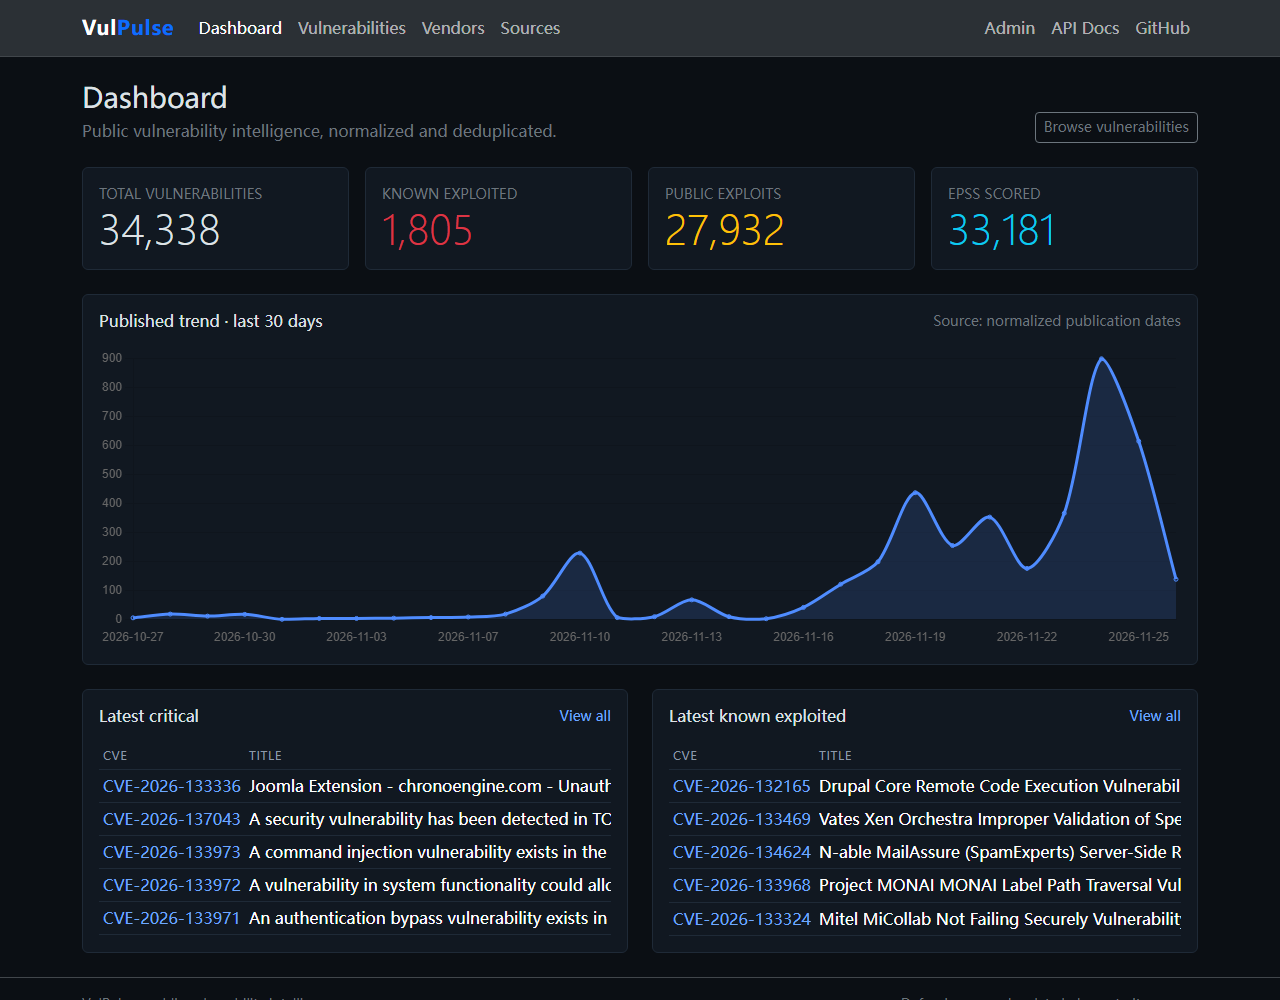 VulPulse Dashboard Vulnerabilities Vendors Sources Admin API Docs GitHub
Dashboard
Public vulnerability intelligence, normalized and deduplicated.
Browse vulnerabilities
TOTAL VULNERABILITIES
34,338
KNOWN EXPLOITED
1,805
PUBLIC EXPLOITS
27,932
EPSS SCORED
33,181
Published trend · last 30 days
Source: normalized publication dates
900
800
700
600
500
400
300
200
100
0
2026-10-27 2026-10-30 2026-11-03 2026-11-07 2026-11-10 2026-11-13 2026-11-16 2026-11-19 2026-11-22 2026-11-25
Latest critical View all
CVE TITLE
CVE-2026-133336 Joomla Extension - chronoengine.com - Unauth
CVE-2026-137043 A security vulnerability has been detected in TO
CVE-2026-133973 A command injection vulnerability exists in the
CVE-2026-133972 A vulnerability in system functionality could allo
CVE-2026-133971 An authentication bypass vulnerability exists in
Latest known exploited View all
CVE TITLE
CVE-2026-132165 Drupal Core Remote Code Execution Vulnerabil
CVE-2026-133469 Vates Xen Orchestra Improper Validation of Spe
CVE-2026-134624 N-able MailAssure (SpamExperts) Server-Side R
CVE-2026-133968 Project MONAI MONAI Label Path Traversal Vul
CVE-2026-133324 Mitel MiCollab Not Failing Securely Vulnerability